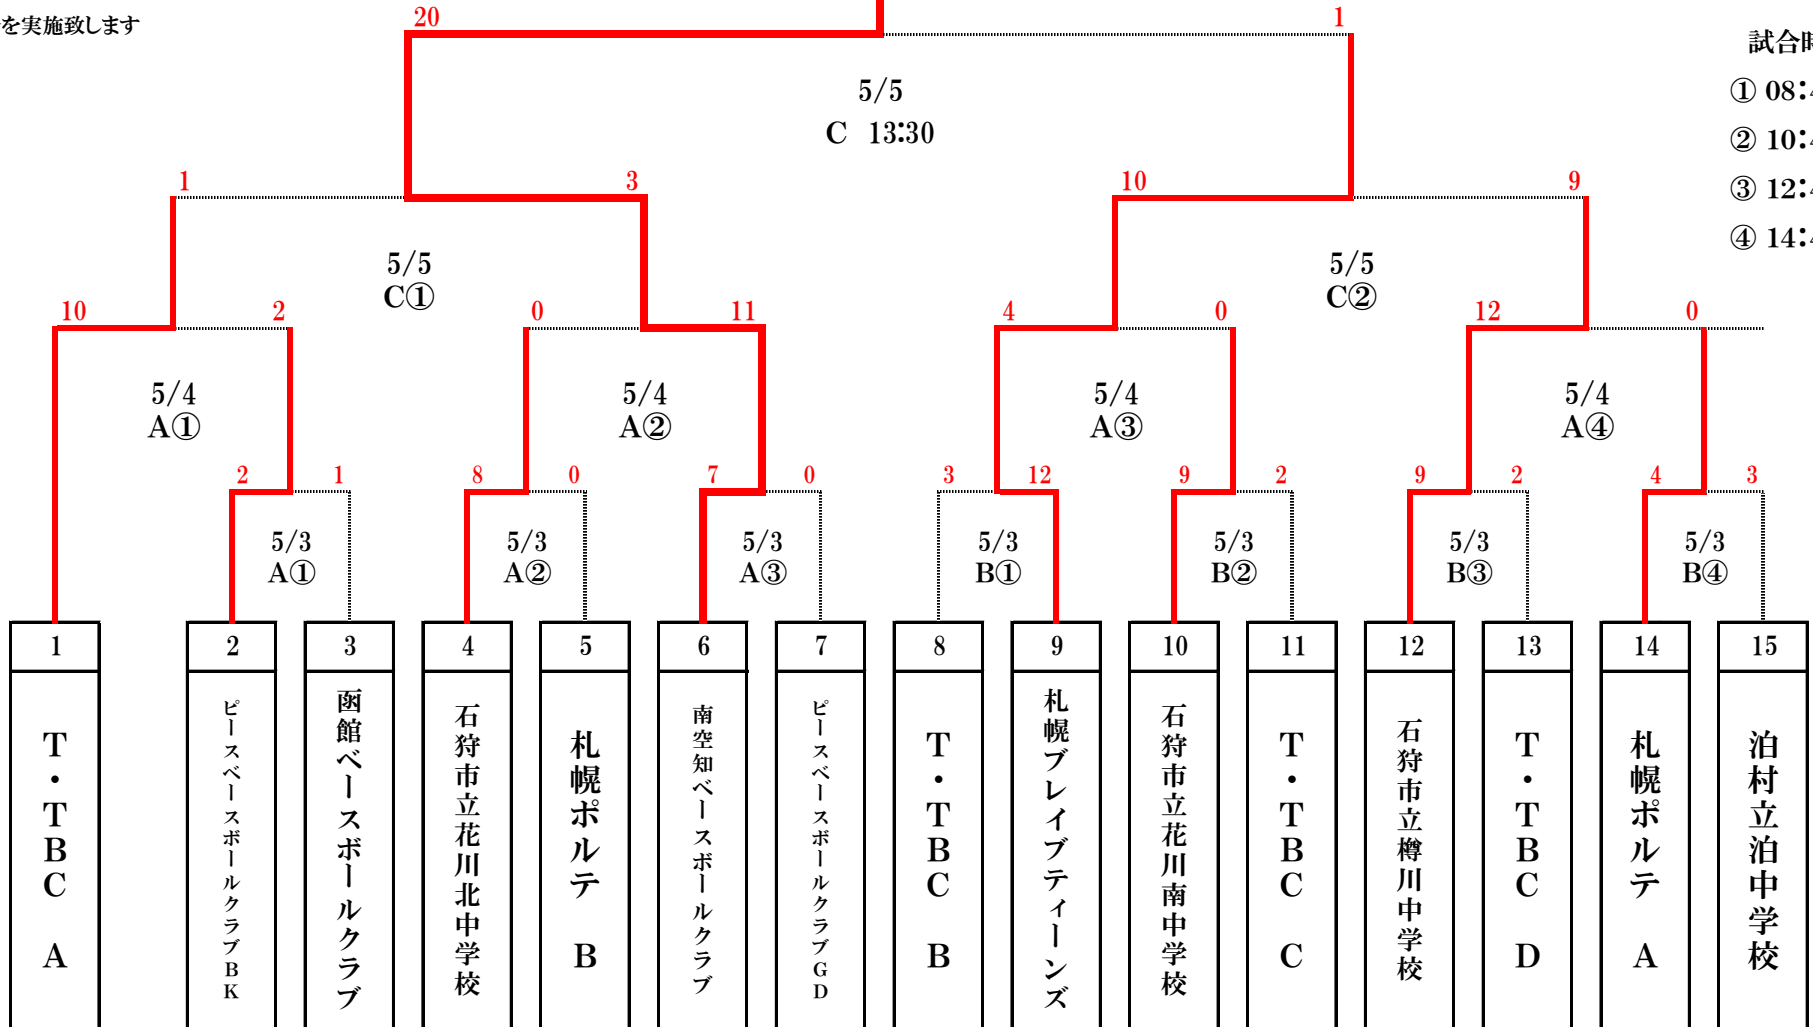 を実施致します
20
1
試合時
5/5
C 13:30
① 08:4
② 10:4
③ 12:4
④ 14:4
1
3
10
9
5/5
C①
5/5
C②
10
2
0
11
4
0
12
0
5/4
A①
5/4
A②
5/4
A③
5/4
A④
2
1
8
0
7
0
3
12
9
2
9
2
4
3
5/3
A①
5/3
A②
5/3
A③
5/3
B①
5/3
B②
5/3
B③
5/3
B④
1
2
3
4
5
6
7
8
9
10
11
12
13
14
15
T・TBC A
ピースベースボールクラブBK
函館ベースボールクラブ
石狩市立花川北中学校
札幌ポルテ B
南空知ベースボールクラブ
ピースベースボールクラブGD
T・TBC B
札幌ブレイブティーンズ
石狩市立花川南中学校
T・TBC C
石狩市立樽川中学校
T・TBC D
札幌ポルテ A
泊村立泊中学校